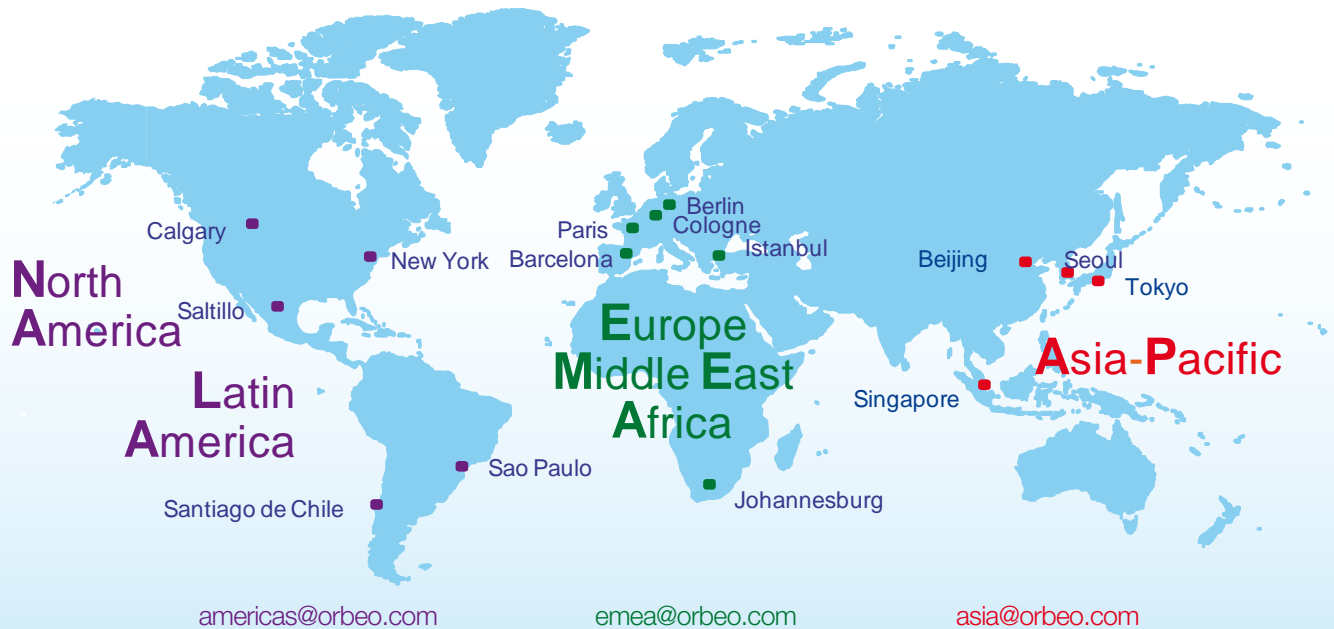 Calgary
New York
Saltillo
North
America
Latin
America
Sao Paulo
Santiago de Chile
Berlin
Cologne
Paris
Istanbul
Barcelona
Europe
Middle East
Africa
Johannesburg
Beijing
Seoul
Tokyo
Asia-Pacific
Singapore
americas@orbeo.com
emea@orbeo.com
asia@orbeo.com